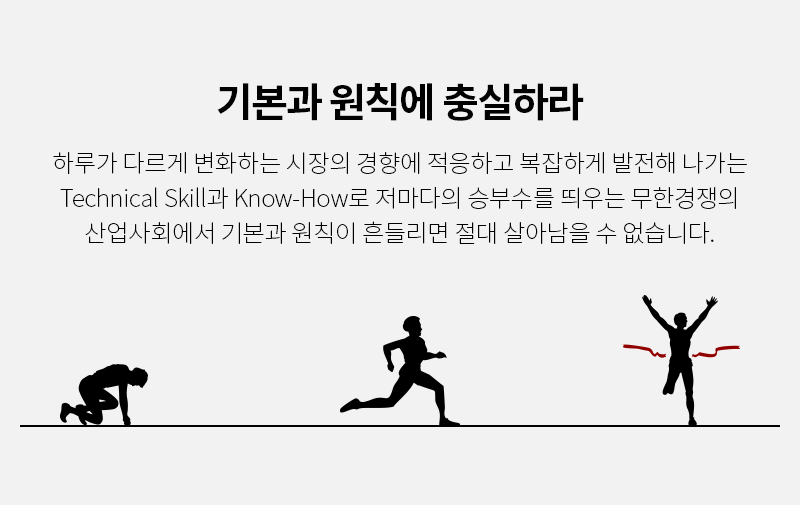 기본과 원칙에 충실하라
하루가 다르게 변화하는 시장의 경향에 적응하고 복잡하게 발전해 나가는
Technical Skill과 Know-How로 저마다의 승부수를 띄우는 무한경쟁의
산업사회에서 기본과 원칙이 흔들리면 절대 살아남을 수 없습니다.